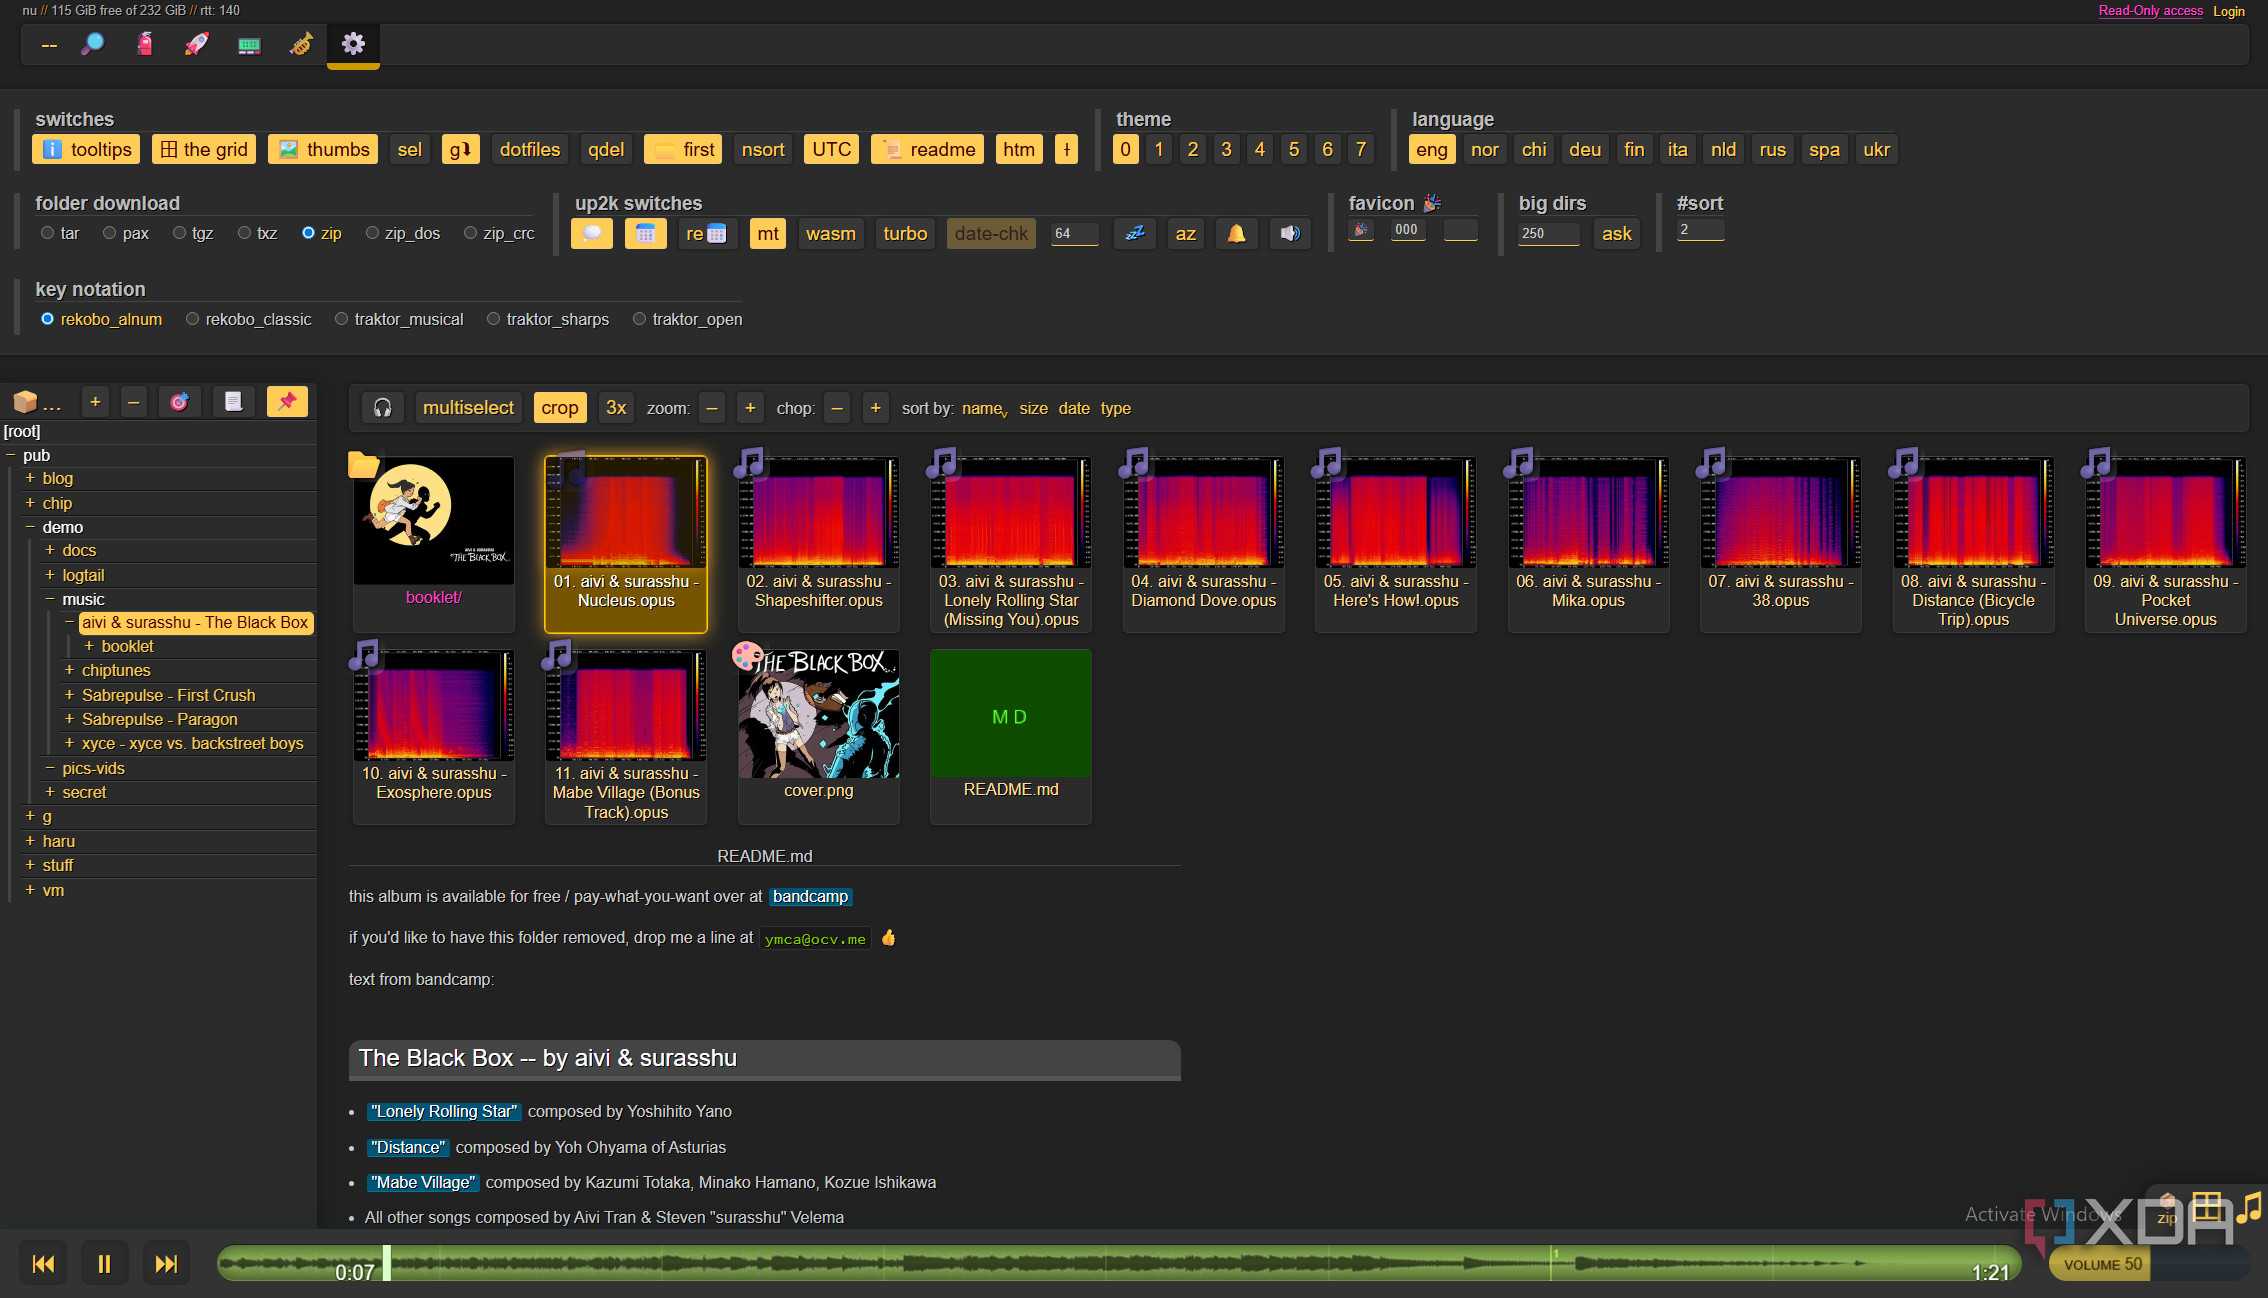 nu // 115 GiB free of 232 GiB // rtt: 140
Read-Only access Login
--
switches
tooltips the grid thumbs sel g dotfiles qdel first nsort UTC readme htm ƚ
theme
0 1 2 3 4 5 6 7
language
eng nor chi deu fin ita nld rus spa ukr
folder download
tar pax tgz txz zip zip_dos zip_crc
up2k switches
re mt wasm turbo date-chk 64 az
favicon
000
big dirs
250 ask
#sort
2
key notation
rekobo_alnum rekobo_classic traktor_musical traktor_sharps traktor_open
... + –
[root]
– pub
+ blog
+ chip
– demo
+ docs
+ logtail
– music
– aivi & surasshu - The Black Box
+ booklet
+ chiptunes
+ Sabrepulse - First Crush
+ Sabrepulse - Paragon
+ xyce - xyce vs. backstreet boys
– pics-vids
+ secret
+ g
+ haru
+ stuff
+ vm
multiselect crop 3x zoom: – + chop: – + sort by: name size date type
AIVI & SURASSHU
THE BLACK BOX...
booklet/
01. aivi & surasshu -
Nucleus.opus
02. aivi & surasshu -
Shapeshifter.opus
03. aivi & surasshu -
Lonely Rolling Star
(Missing You).opus
04. aivi & surasshu -
Diamond Dove.opus
05. aivi & surasshu -
Here's How!.opus
06. aivi & surasshu -
Mika.opus
07. aivi & surasshu -
38.opus
08. aivi & surasshu -
Distance (Bicycle
Trip).opus
09. aivi & surasshu -
Pocket
Universe.opus
10. aivi & surasshu -
Exosphere.opus
11. aivi & surasshu -
Mabe Village (Bonus
Track).opus
THE BLACK BOX...
cover.png
MD
README.md
README.md
this album is available for free / pay-what-you-want over at bandcamp
if you'd like to have this folder removed, drop me a line at ymca@ocv.me
text from bandcamp:
The Black Box -- by aivi & surasshu
• "Lonely Rolling Star" composed by Yoshihito Yano
• "Distance" composed by Yoh Ohyama of Asturias
• "Mabe Village" composed by Kazumi Totaka, Minako Hamano, Kozue Ishikawa
• All other songs composed by Aivi Tran & Steven "surasshu" Velema
Activate Windows
zip
XDA
0:07
1
1:21
VOLUME 50